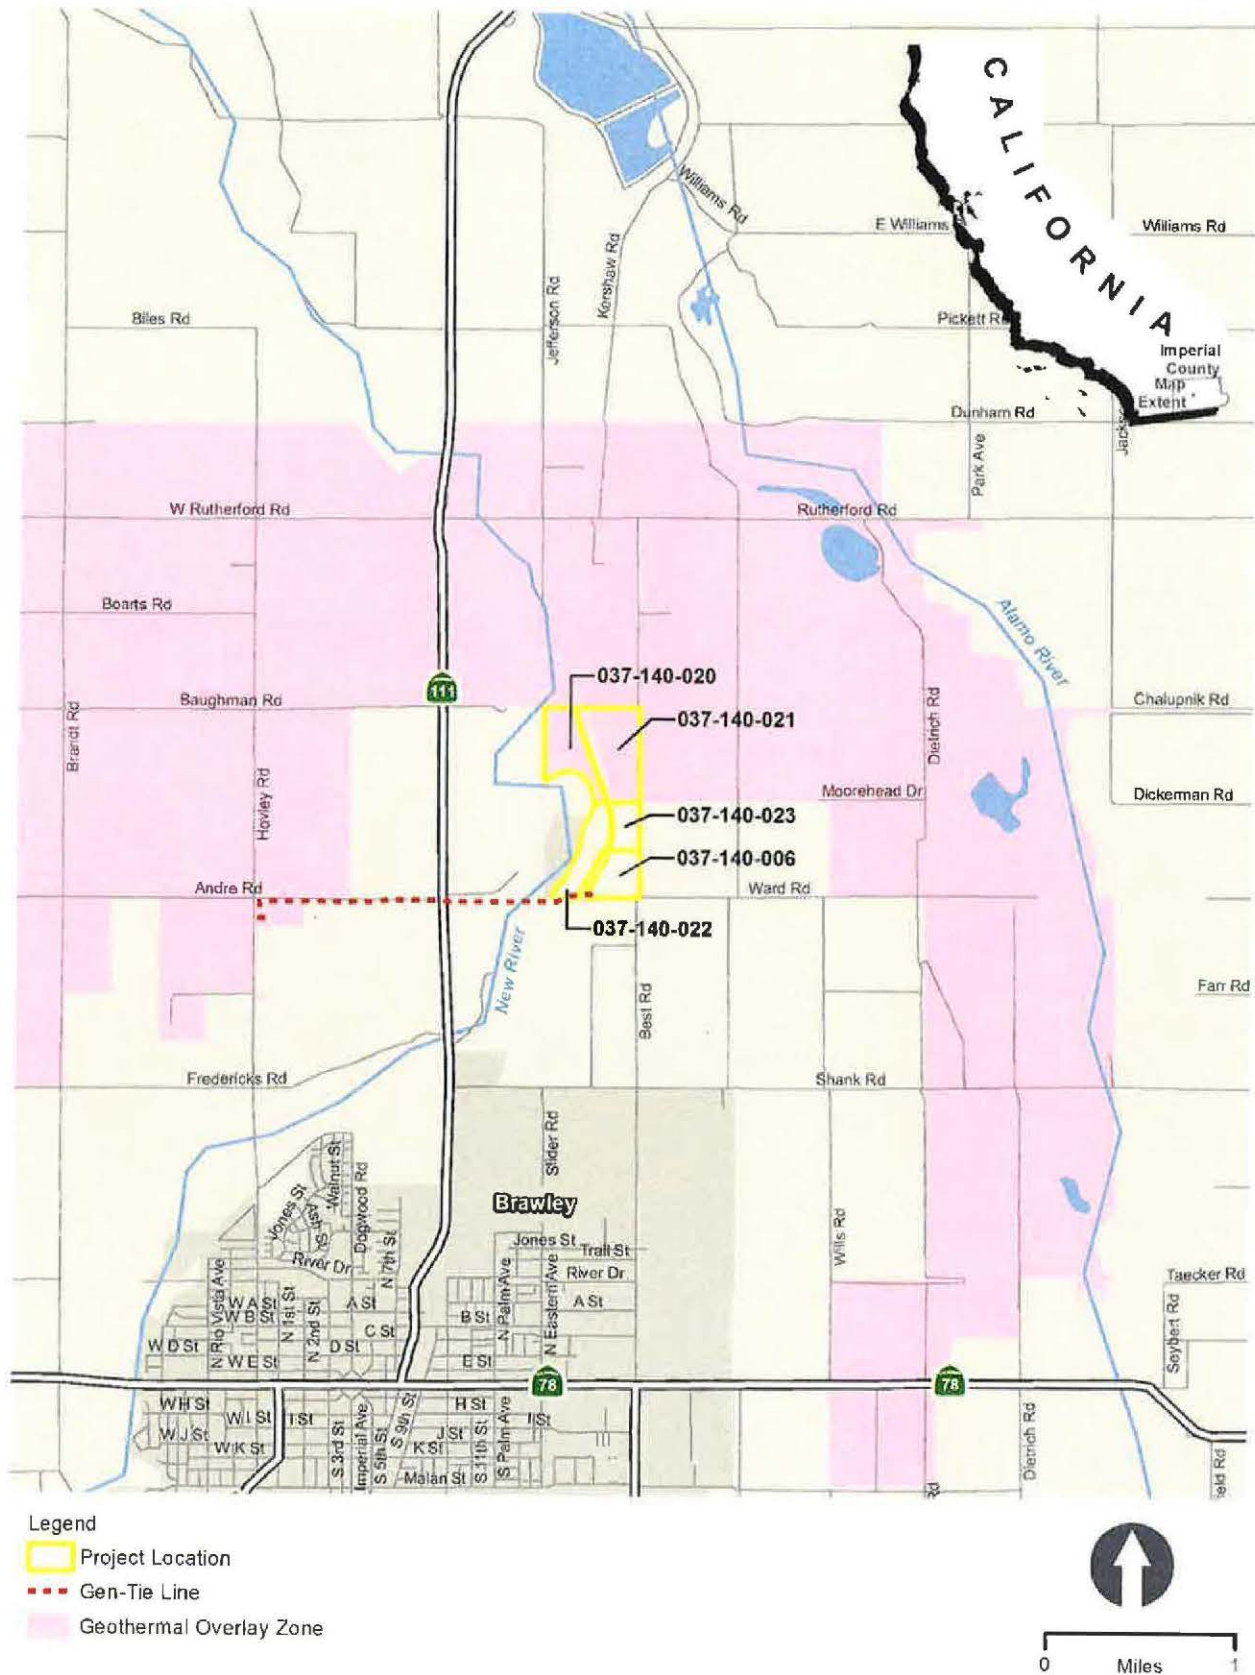 CALIFORNIA
Williams Rd
E Williams
Williams Rd
Kershaw Rd
Jefferson Rd
Biles Rd
Pickett R
Imperial
County
Map
Extent
Dunham Rd
Park Ave
W Rutherford Rd
Rutherford Rd
Boarts Rd
Alamo River
111
037-140-020
Baughman Rd
037-140-021
Chalupnik Rd
Brandt Rd
Dietrich Rd
Hovley Rd
Moorehead Dr
Dickerman Rd
037-140-023
037-140-006
Andre Rd
Ward Rd
037-140-022
New River
Best Rd
Farr Rd
Fredericks Rd
Shank Rd
Slider Rd
Walnut St
Jones St
Ash St
Dogwood Rd
Brawley
N 7th St
Jones St
Trail St
Wills Rd
River Dr
River Dr
Taecker Rd
N Rio Vista Ave
W A St
A St
N Palm Ave
N Eastern Ave
A St
W B St
N 1st St
N 2nd St
B St
C St
Seybert Rd
W D St
D St
W E St
E St
78
78
W H St
H St
W I St
I St
I St
S 9th St
W J St
J St
W K St
K St
S 3rd St
Imperial Ave
S 5th St
Malan St
S 11th St
S Palm Ave
Dietrich Rd
Rd
Legend
Project Location
Gen-Tie Line
Geothermal Overlay Zone
0
Miles
1